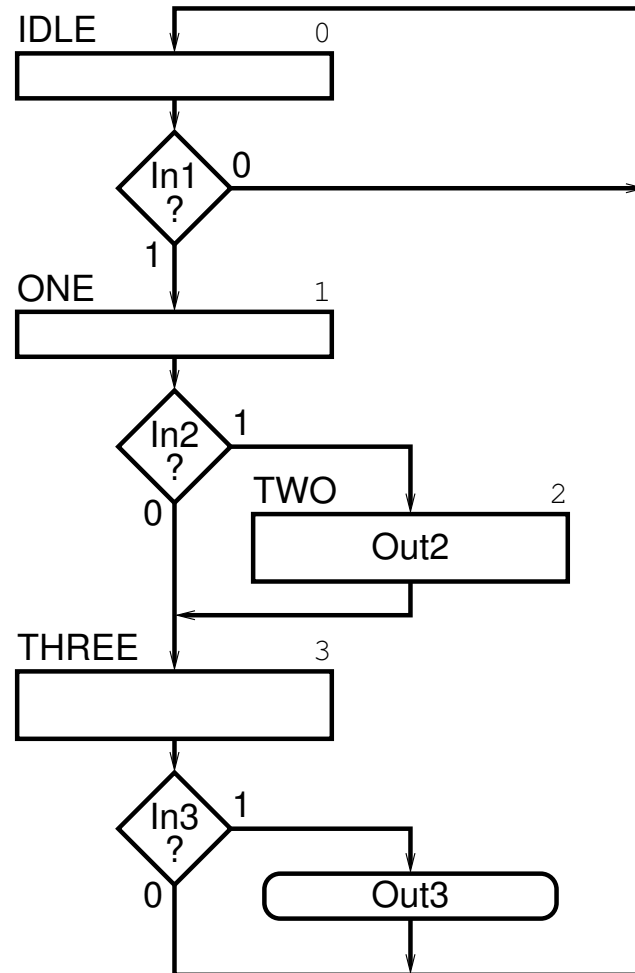 IDLE 0
In1 0
?
1
ONE 1
In2 1
?
0
TWO 2
Out2
THREE 3
In3 1
?
0
Out3